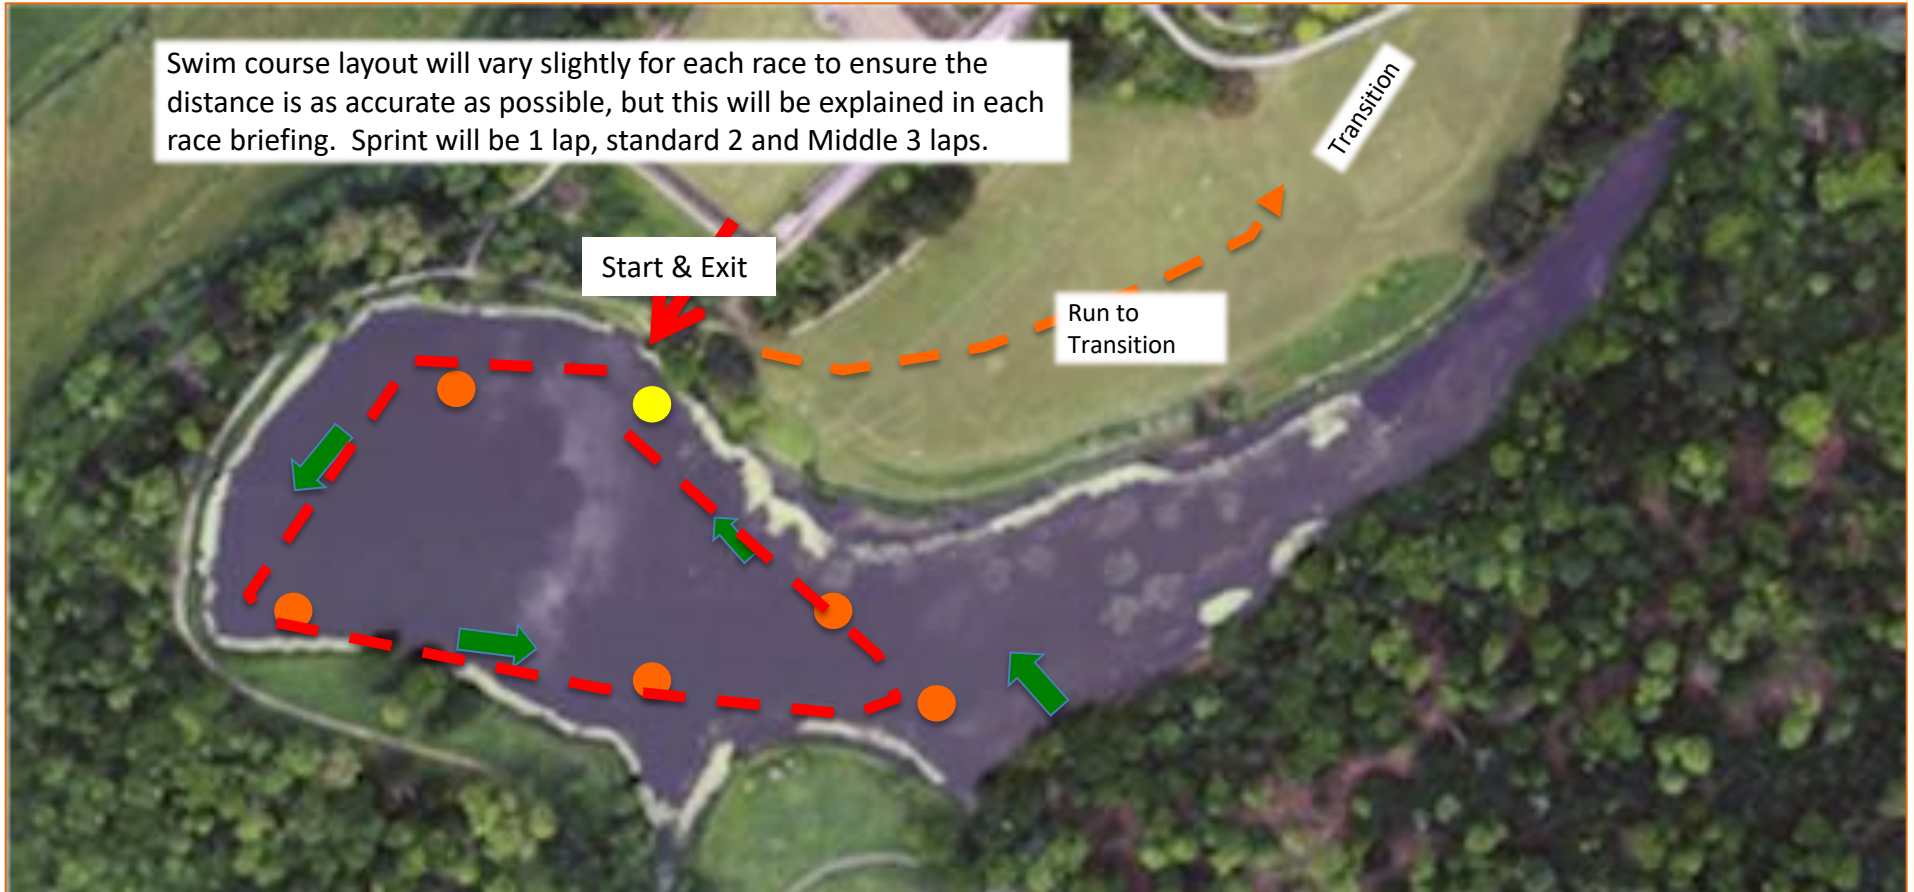 Swim course layout will vary slightly for each race to ensure the
distance is as accurate as possible, but this will be explained in each
race briefing.  Sprint will be 1 lap, standard 2 and Middle 3 laps.
Transition
Start & Exit
Run to
Transition